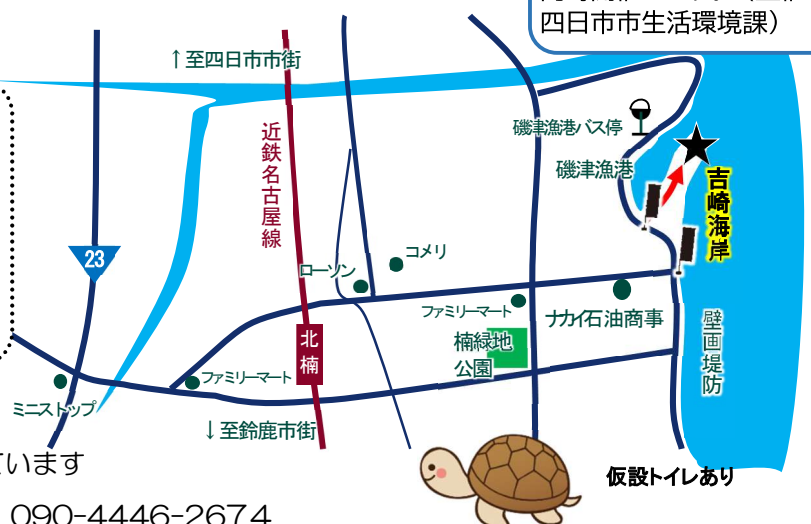 四日市市生活環境課）
↑至四日市市街
磯津漁港バス停
近鉄名古屋線
磯津漁港
吉崎海岸
23
コメリ
ローソン
ファミリーマート
ナカイ石油商事
北楠
楠緑地
公園
壁画堤防
ファミリーマート
ミニストップ
↓至鈴鹿市街
ています
仮設トイレあり
090-4446-2674